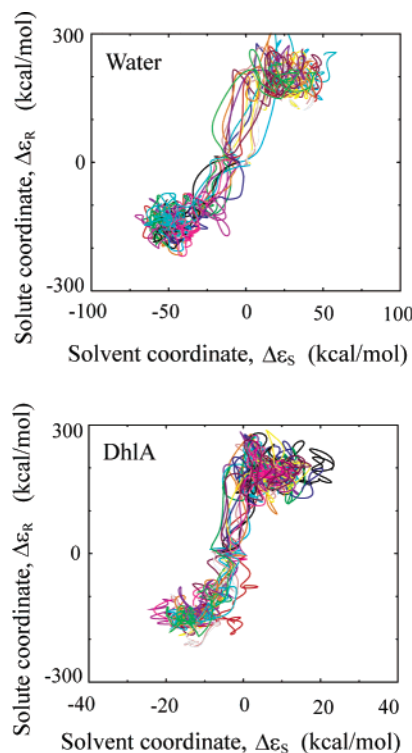 Solute coordinate, Δε_R (kcal/mol)
300
Water
0
-300
-100
-50
0
50
100
Solvent coordinate, Δε_S (kcal/mol)
Solute coordinate, Δε_R (kcal/mol)
300
DhlA
0
-300
-40
-20
0
20
40
Solvent coordinate, Δε_S (kcal/mol)